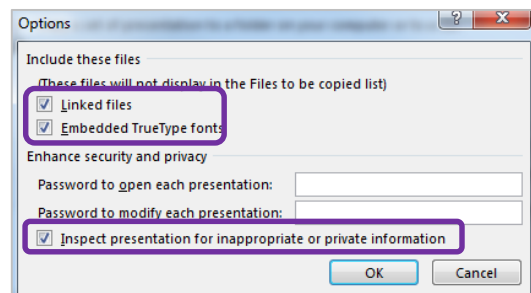 Options
Include these files
(These files will not display in the Files to be copied list)
Linked files
Embedded TrueType fonts
Enhance security and privacy
Password to open each presentation:
Password to modify each presentation:
Inspect presentation for inappropriate or private information
OK Cancel